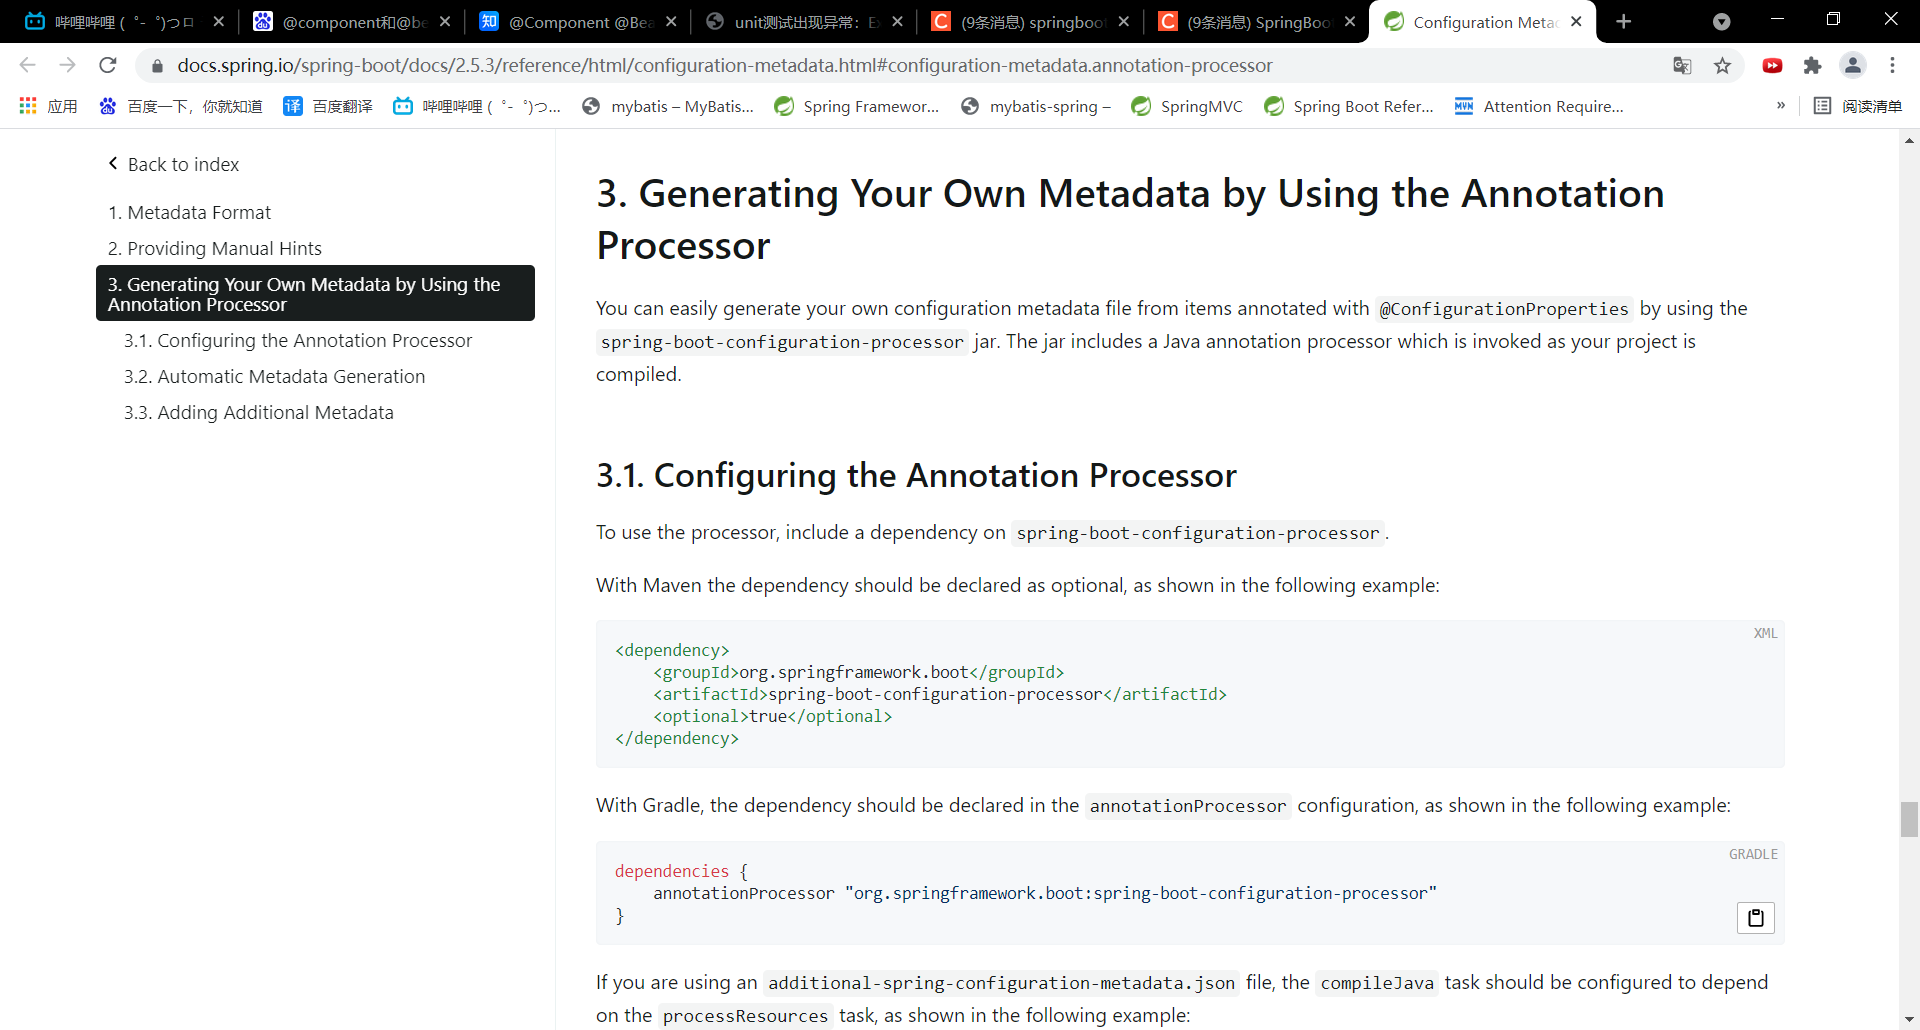 哔哩哔哩 ( ゜- ゜)つロ
@component和@be
@Component @Bea
unit测试出现异常：Ex
(9条消息) springboot
(9条消息) SpringBoot
Configuration Metad
docs.spring.io/spring-boot/docs/2.5.3/reference/html/configuration-metadata.html#configuration-metadata.annotation-processor
应用
百度一下，你就知道
百度翻译
哔哩哔哩 ( ゜- ゜)つ...
mybatis – MyBatis...
Spring Framewor...
mybatis-spring –
SpringMVC
Spring Boot Refer...
Attention Require...
»
阅读清单
Back to index
1. Metadata Format
2. Providing Manual Hints
3. Generating Your Own Metadata by Using the
Annotation Processor
3.1. Configuring the Annotation Processor
3.2. Automatic Metadata Generation
3.3. Adding Additional Metadata
3. Generating Your Own Metadata by Using the Annotation
Processor
You can easily generate your own configuration metadata file from items annotated with @ConfigurationProperties by using the
spring-boot-configuration-processor jar. The jar includes a Java annotation processor which is invoked as your project is
compiled.
3.1. Configuring the Annotation Processor
To use the processor, include a dependency on spring-boot-configuration-processor.
With Maven the dependency should be declared as optional, as shown in the following example:
XML
<dependency>
    <groupId>org.springframework.boot</groupId>
    <artifactId>spring-boot-configuration-processor</artifactId>
    <optional>true</optional>
</dependency>
With Gradle, the dependency should be declared in the annotationProcessor configuration, as shown in the following example:
GRADLE
dependencies {
    annotationProcessor "org.springframework.boot:spring-boot-configuration-processor"
}
If you are using an additional-spring-configuration-metadata.json file, the compileJava task should be configured to depend
on the processResources task, as shown in the following example: